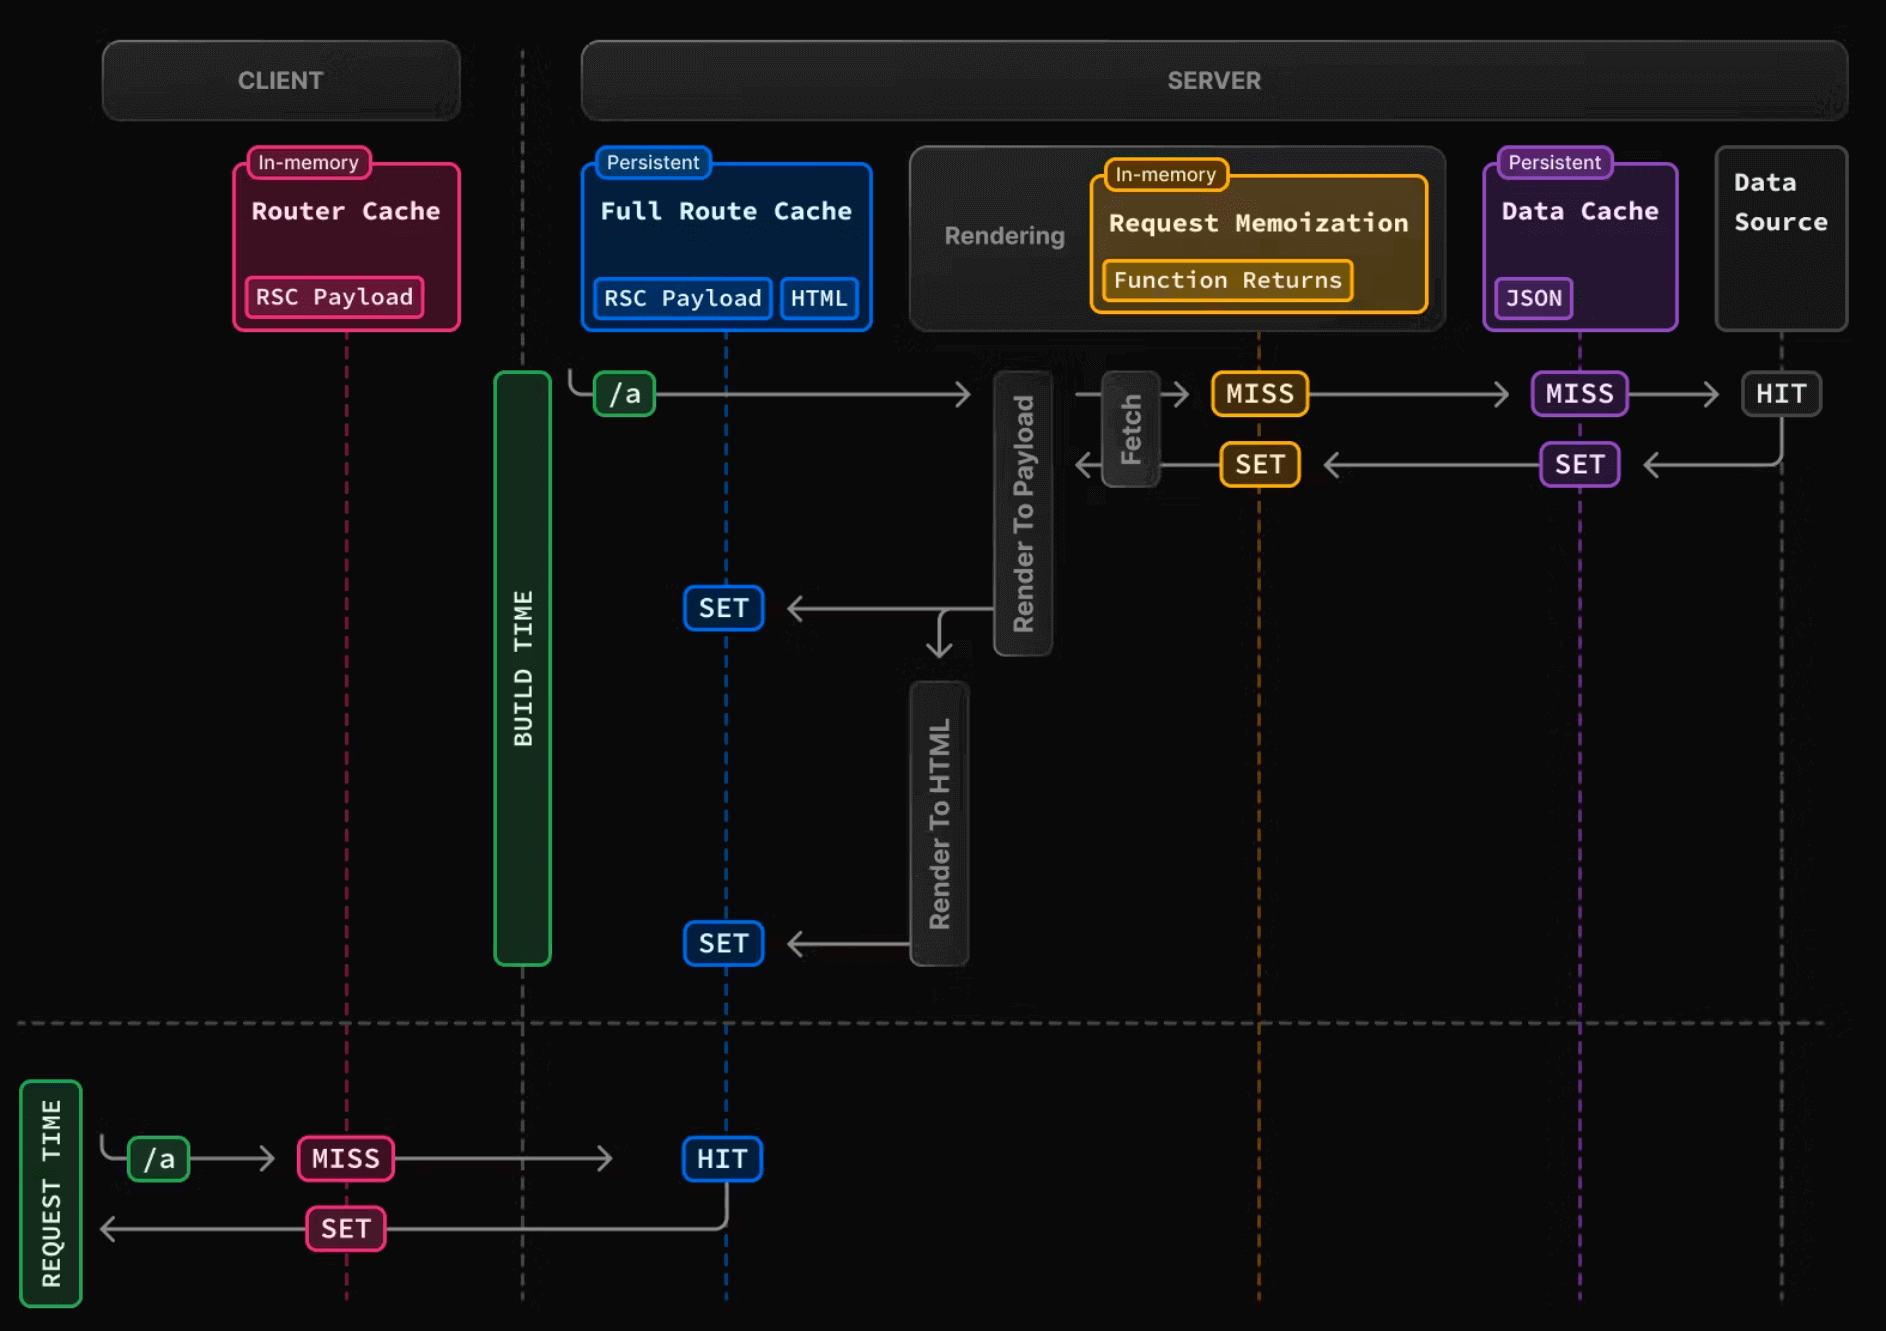 CLIENT
SERVER
In-memory
Router Cache
RSC Payload
Persistent
Full Route Cache
RSC Payload
HTML
Rendering
In-memory
Request Memoization
Function Returns
Persistent
Data Cache
JSON
Data
Source
BUILD TIME
/a
Render To Payload
Fetch
MISS
MISS
HIT
SET
SET
SET
Render To HTML
SET
REQUEST TIME
/a
MISS
HIT
SET